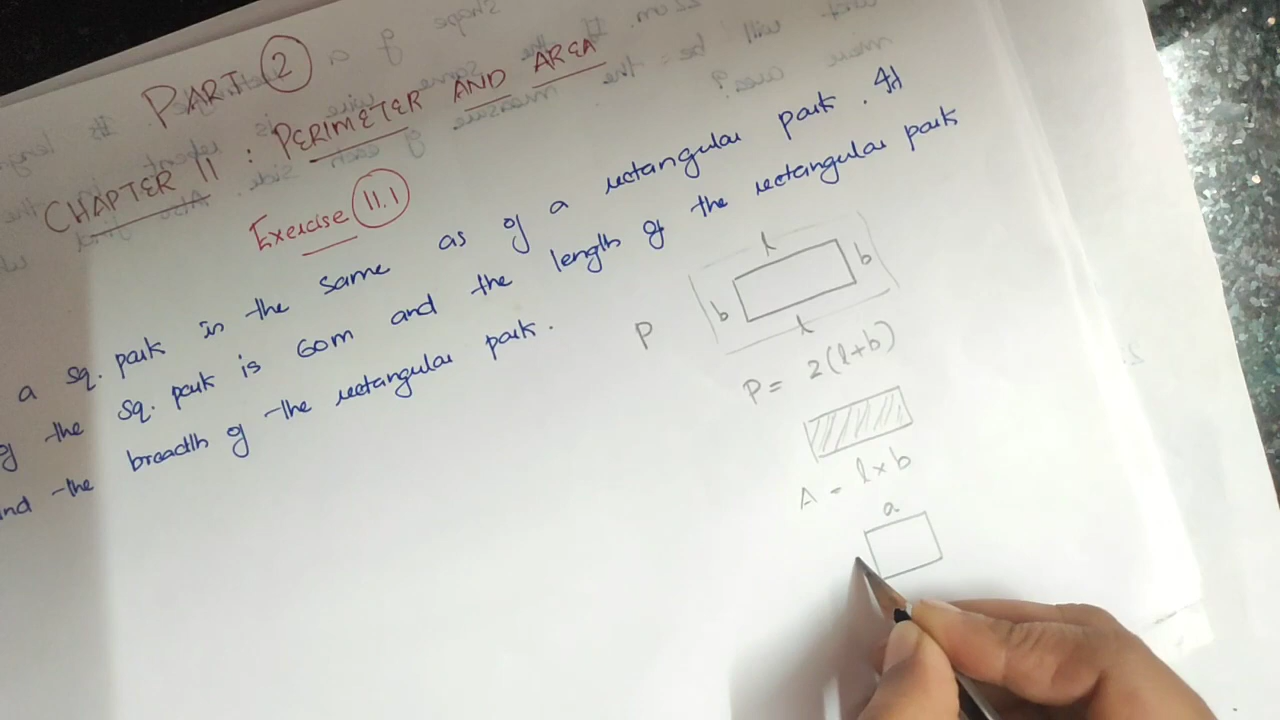 PART 2
CHAPTER 11 : PERIMETER AND AREA
Exercise 11.1
a sq. park is the same as of a rectangular park . If
of the sq. park is 60m and the length of the rectangular park
find the breadth of the rectangular park.
l
b b
l
P
P = 2(l+b)
A = l×b
a